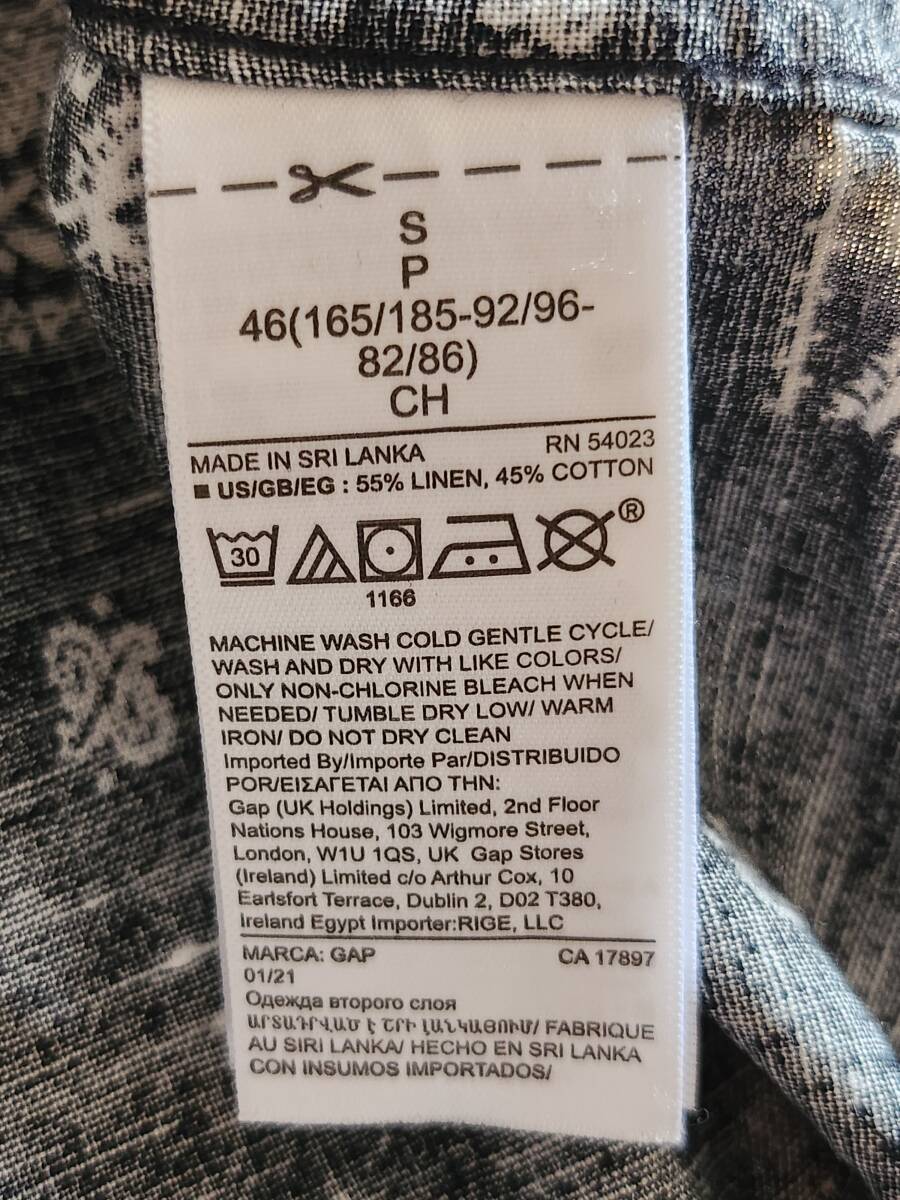 S
P
46(165/185-92/96-
82/86)
CH
MADE IN SRI LANKA RN 54023
■ US/GB/EG : 55% LINEN, 45% COTTON
30 ®
1166
MACHINE WASH COLD GENTLE CYCLE/
WASH AND DRY WITH LIKE COLORS/
ONLY NON-CHLORINE BLEACH WHEN
NEEDED/ TUMBLE DRY LOW/ WARM
IRON/ DO NOT DRY CLEAN
Imported By/Importe Par/DISTRIBUIDO
POR/ΕΙΣΑΓΕΤΑΙ ΑΠΟ ΤΗΝ:
Gap (UK Holdings) Limited, 2nd Floor
Nations House, 103 Wigmore Street,
London, W1U 1QS, UK Gap Stores
(Ireland) Limited c/o Arthur Cox, 10
Earlsfort Terrace, Dublin 2, D02 T380,
Ireland Egypt Importer:RIGE, LLC
MARCA: GAP CA 17897
01/21
Одежда второго слоя
ԱՐՏԱԴՐՎԱԾ Է ՇՐԻ ԼԱՆԿԱՅՈՒՄ/ FABRIQUE
AU SIRI LANKA/ HECHO EN SRI LANKA
CON INSUMOS IMPORTADOS/